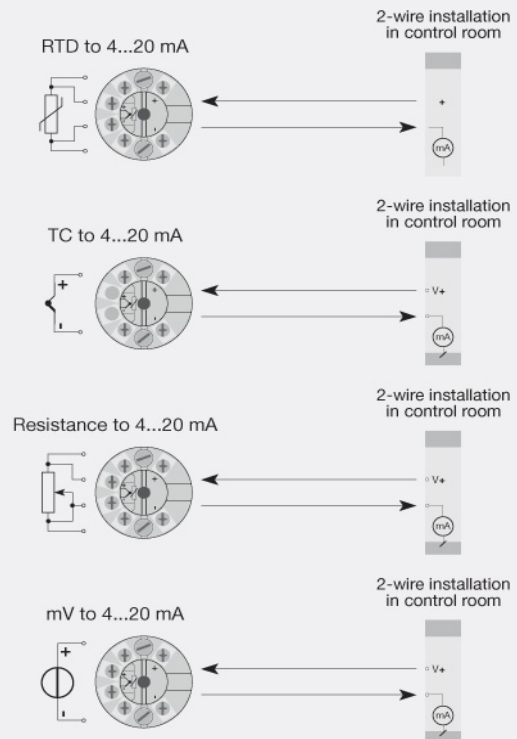 2-wire installation
in control room
RTD to 4...20 mA
+
-
+
mA
2-wire installation
in control room
TC to 4...20 mA
+
-
+
-
V+
mA
2-wire installation
in control room
Resistance to 4...20 mA
+
-
V+
mA
2-wire installation
in control room
mV to 4...20 mA
+
-
+
-
V+
mA